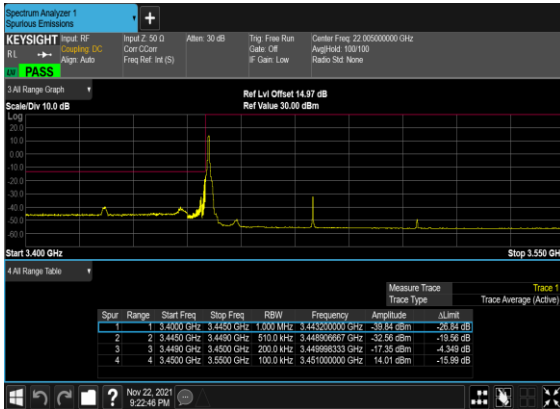 Spectrum Analyzer 1
Spurious Emissions
KEYSIGHT Input: RF Input Z: 50 Ω Atten: 30 dB Trig: Free Run Center Freq: 22.005000000 GHz
RL Coupling: DC Corr CCorr Gate: Off Avg|Hold: 100/100
Align: Auto Freq Ref: Int (S) IF Gain: Low Radio Std: None
LXI PASS
3 All Range Graph Ref Lvl Offset 14.97 dB
Scale/Div 10.0 dB Ref Value 30.00 dBm
Log
20.0
10.0
0.00
-10.0
-20.0
-30.0
-40.0
-50.0
-60.0
Start 3.400 GHz Stop 3.550 GH
4 All Range Table
Measure Trace Trace 1
Trace Type Trace Average (Active)
Spur Range Start Freq Stop Freq RBW Frequency Amplitude ΔLimit
1 1 3.4000 GHz 3.4450 GHz 1.000 MHz 3.443200000 GHz -39.84 dBm -26.84 dB
2 2 3.4450 GHz 3.4490 GHz 510.0 kHz 3.448906667 GHz -32.56 dBm -19.56 dB
3 3 3.4490 GHz 3.4500 GHz 200.0 kHz 3.449998333 GHz -17.35 dBm -4.349 dB
4 4 3.4500 GHz 3.5500 GHz 100.0 kHz 3.451000000 GHz 14.01 dBm -15.99 dB
Nov 22, 2021
9:22:46 PM